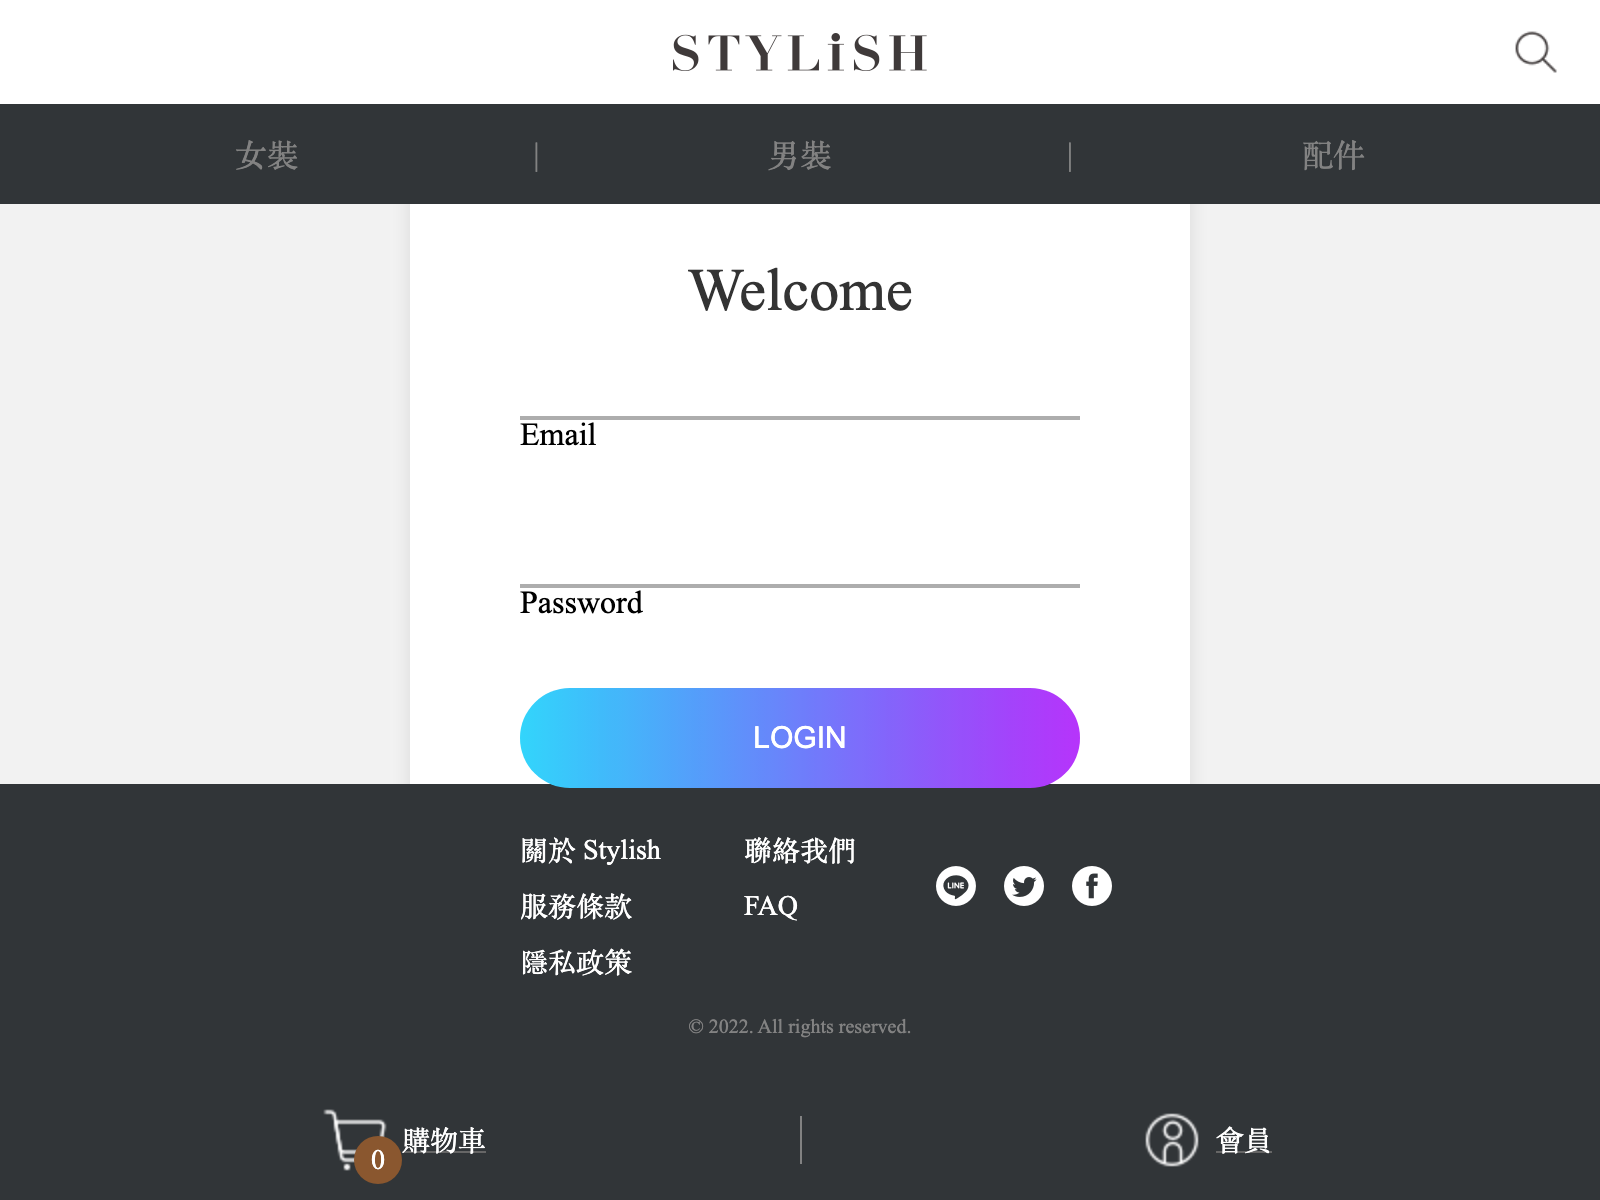 STYLiSH
女裝 | 男裝 | 配件
Welcome
Email
Password
LOGIN
關於 Stylish
服務條款
隱私政策
聯絡我們
FAQ
LINE
© 2022. All rights reserved.
0 購物車
會員